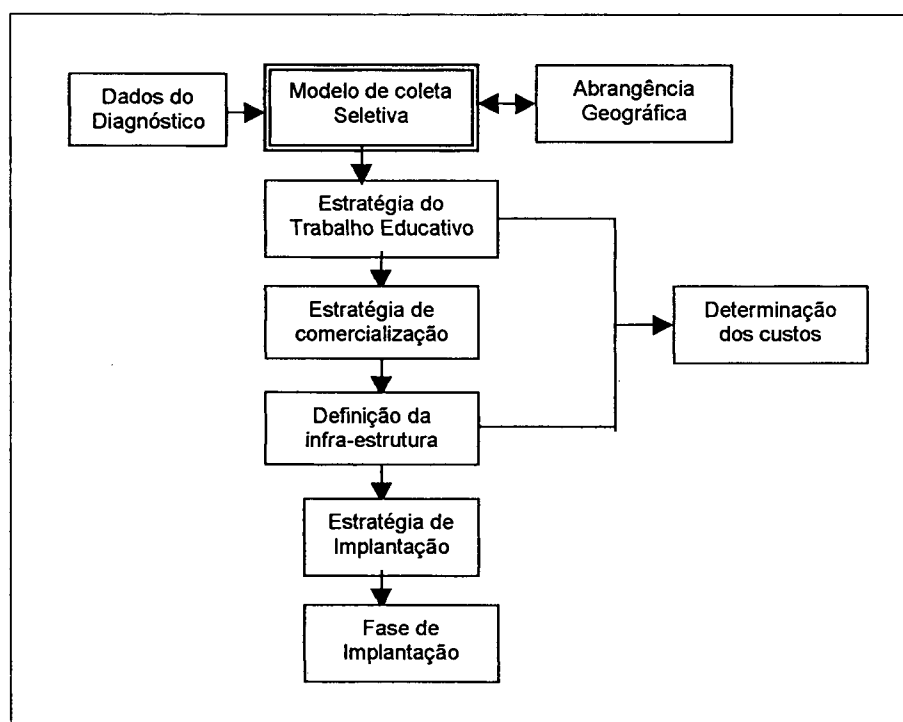 Dados do
Diagnóstico
Modelo de coleta
Seletiva
Abrangência
Geográfica
Estratégia do
Trabalho Educativo
Estratégia de
comercialização
Determinação
dos custos
Definição da
infra-estrutura
Estratégia de
Implantação
Fase de
Implantação